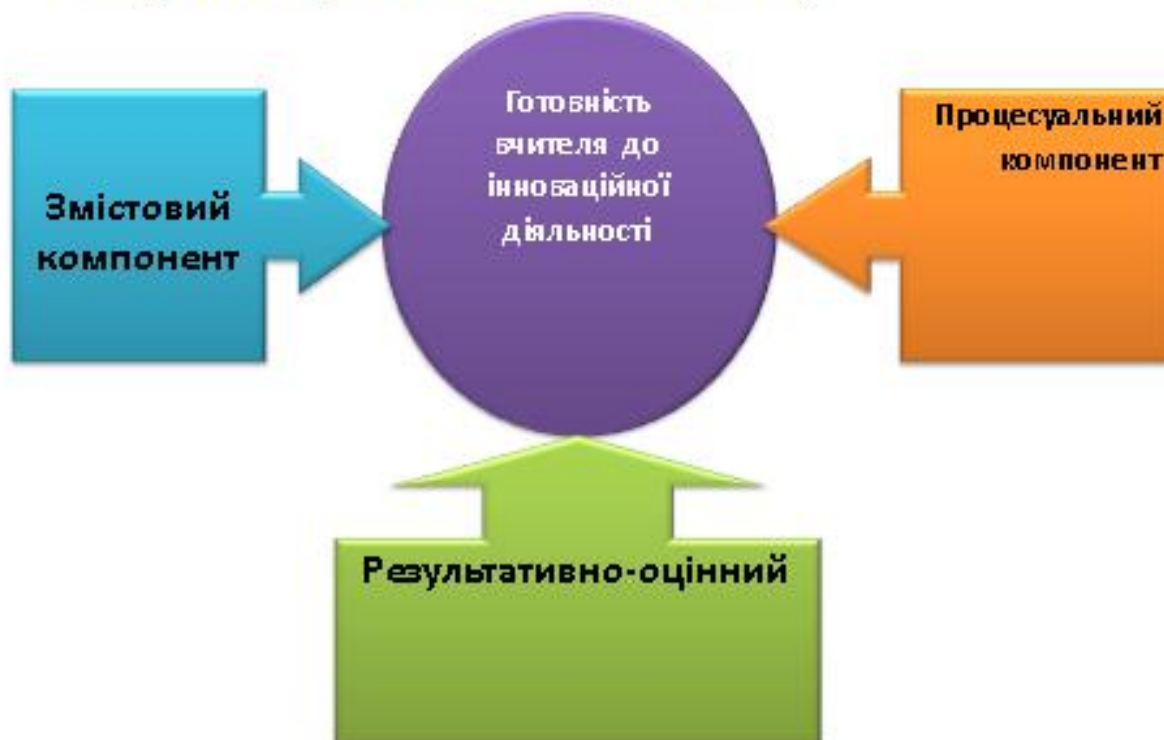 Готовність
вчителя до
інноваційної
діяльності
Змістовий
компонент
Процесуальний
компонент
Результативно-оцінний